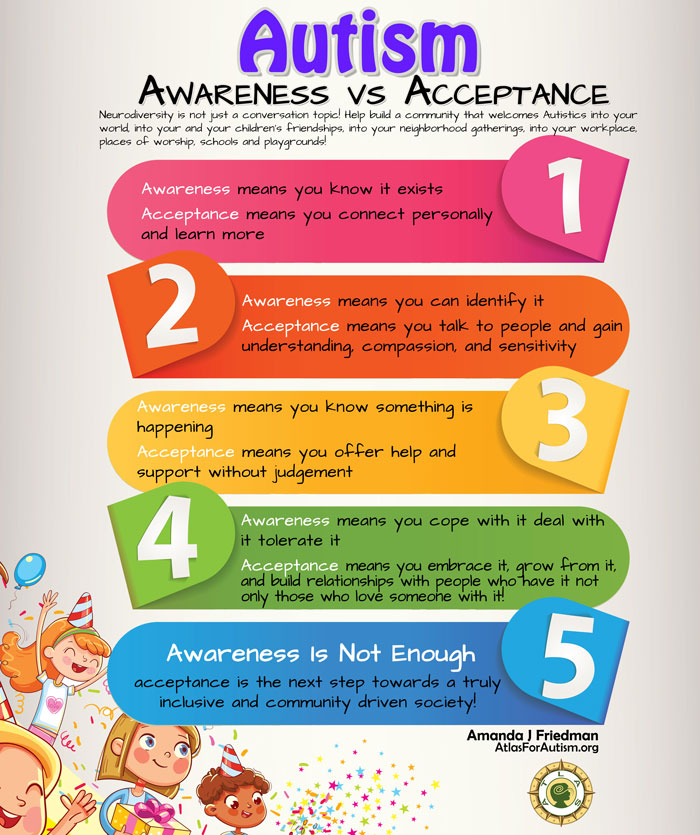 Autism
AWARENESS VS ACCEPTANCE
Neurodiversity is not just a conversation topic! Help build a community that welcomes Autistics into your
world, into your and your children's friendships, into your neighborhood gatherings, into your workplace,
places of worship, schools and playgrounds!
1
Awareness means you know it exists
Acceptance means you connect personally
and learn more
2
Awareness means you can identify it
Acceptance means you talk to people and gain
understanding, compassion, and sensitivity
3
Awareness means you know something is
happening
Acceptance means you offer help and
support without judgement
4
Awareness means you cope with it deal with
it tolerate it
Acceptance means you embrace it, grow from it,
and build relationships with people who have it not
only those who love someone with it!
5
Awareness Is Not Enough
acceptance is the next step towards a truly
inclusive and community driven society!
Amanda J Friedman
AtlasForAutism.org
ATLAS